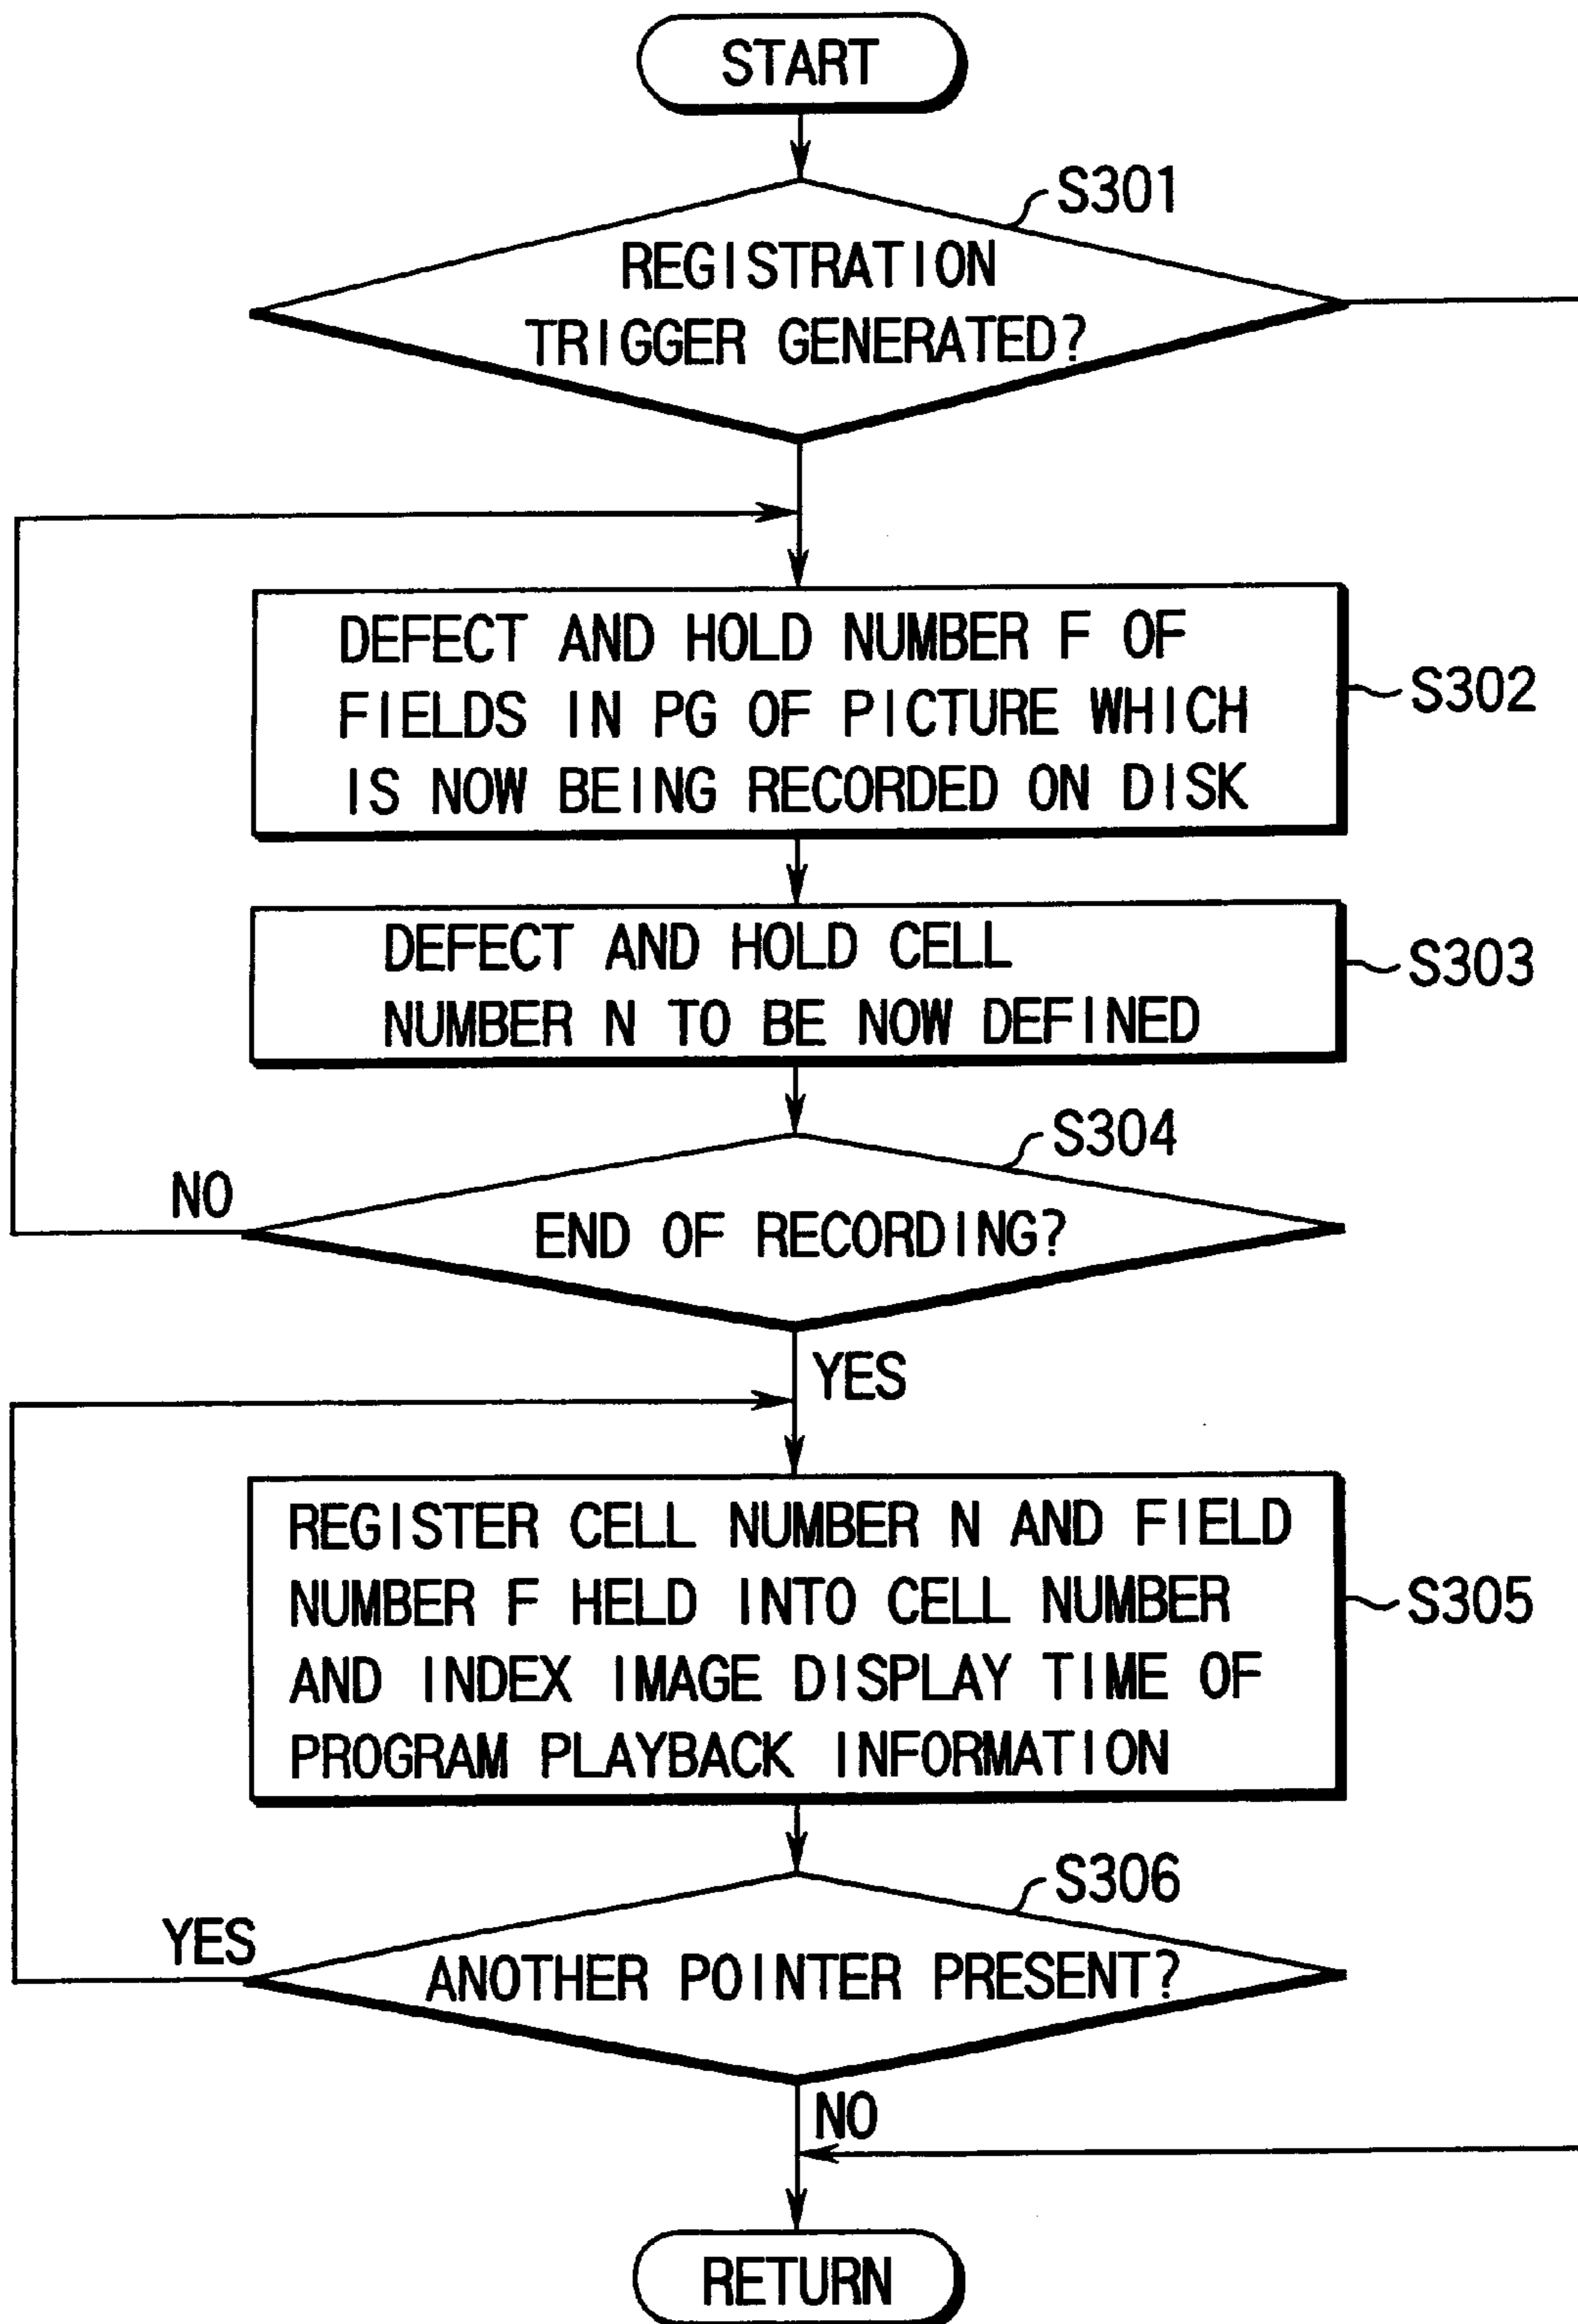 START
S301
REGISTRATION
TRIGGER GENERATED?
DEFECT AND HOLD NUMBER F OF
FIELDS IN PG OF PICTURE WHICH
IS NOW BEING RECORDED ON DISK
S302
DEFECT AND HOLD CELL
NUMBER N TO BE NOW DEFINED
S303
S304
NO
END OF RECORDING?
YES
REGISTER CELL NUMBER N AND FIELD
NUMBER F HELD INTO CELL NUMBER
AND INDEX IMAGE DISPLAY TIME OF
PROGRAM PLAYBACK INFORMATION
S305
S306
YES
ANOTHER POINTER PRESENT?
NO
RETURN